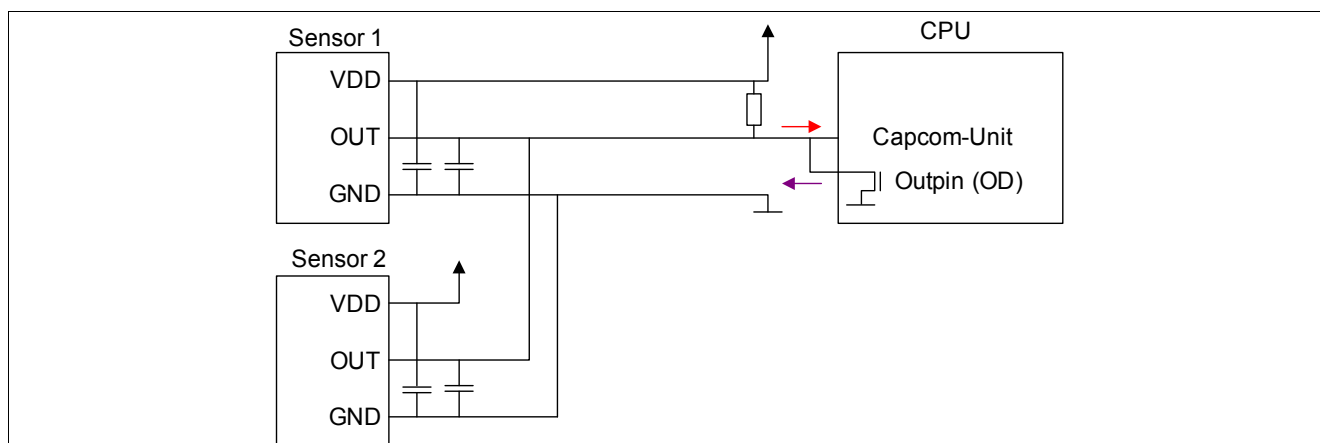 Sensor 1
CPU
VDD
OUT
Capcom-Unit
GND
Outpin (OD)
Sensor 2
VDD
OUT
GND